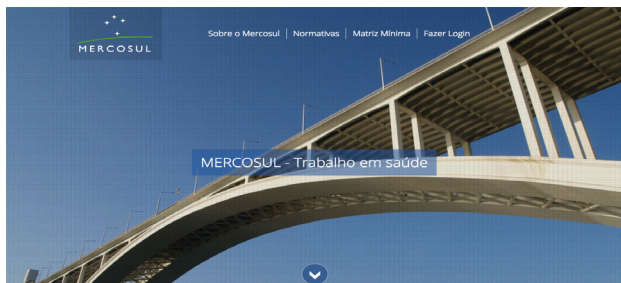 Sobre o Mercosul | Normativas | Matriz Mínima | Fazer Login
MERCOSUL
MERCOSUL - Trabalho em saúde